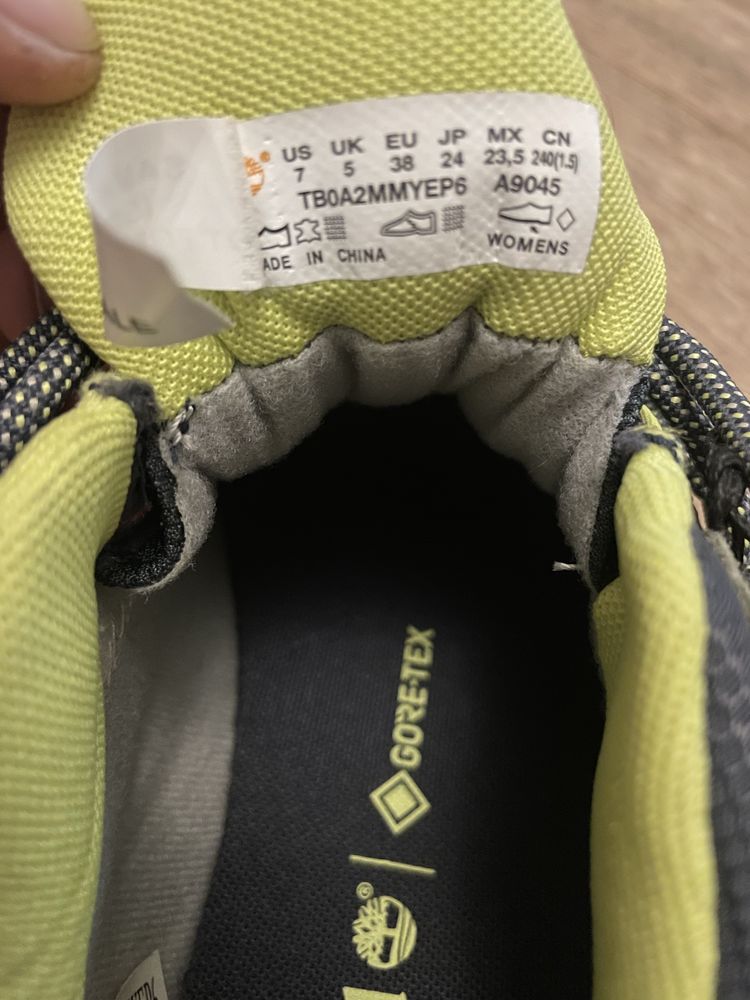 US UK EU JP MX CN
7 5 38 24 23,5 240(1.5)
TB0A2MMYEP6 A9045
ADE IN CHINA
WOMENS
GORE-TEX